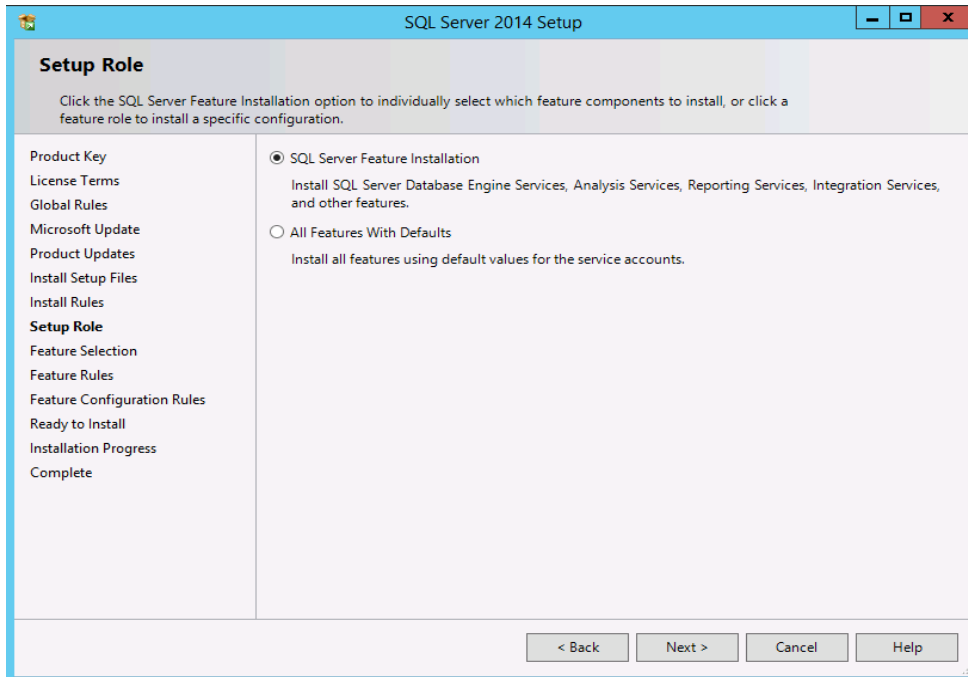 SQL Server 2014 Setup
Setup Role
Click the SQL Server Feature Installation option to individually select which feature components to install, or click a
feature role to install a specific configuration.
Product Key
License Terms
Global Rules
Microsoft Update
Product Updates
Install Setup Files
Install Rules
Setup Role
Feature Selection
Feature Rules
Feature Configuration Rules
Ready to Install
Installation Progress
Complete
SQL Server Feature Installation
Install SQL Server Database Engine Services, Analysis Services, Reporting Services, Integration Services,
and other features.
All Features With Defaults
Install all features using default values for the service accounts.
< Back
Next >
Cancel
Help